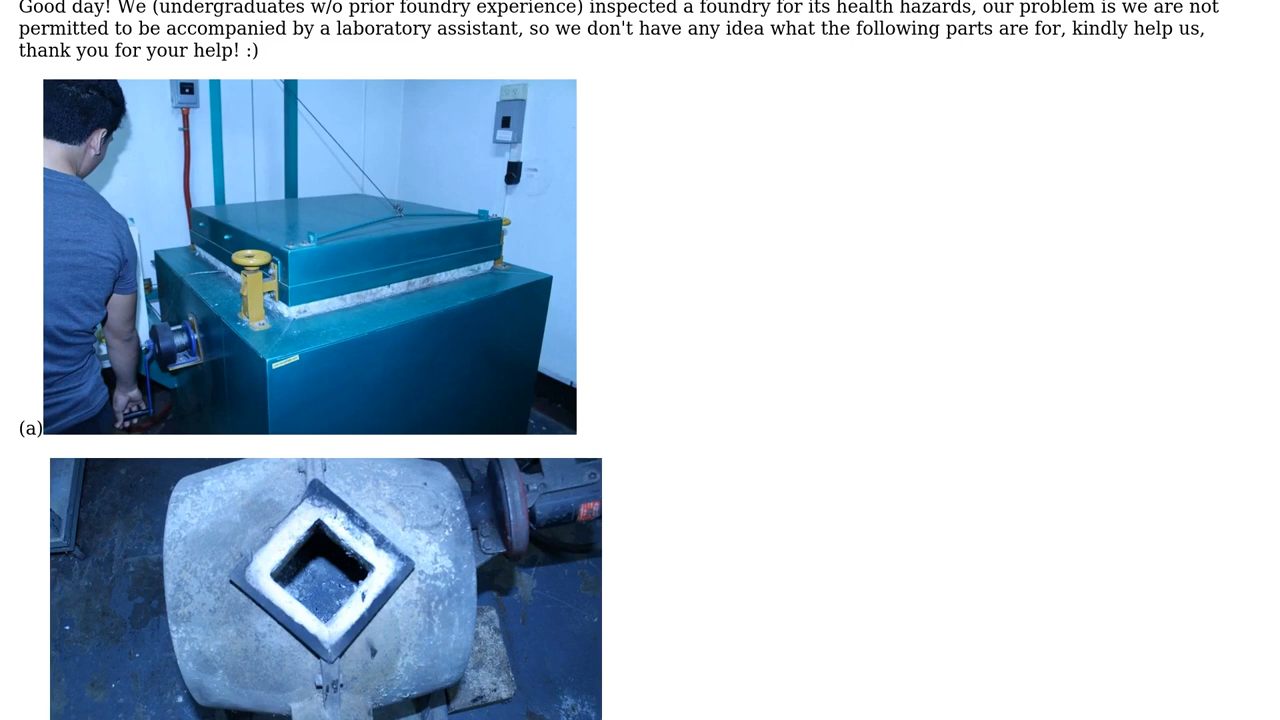 Good day! We (undergraduates w/o prior foundry experience) inspected a foundry for its health hazards, our problem is we are not
permitted to be accompanied by a laboratory assistant, so we don't have any idea what the following parts are for, kindly help us,
thank you for your help! :)
(a)